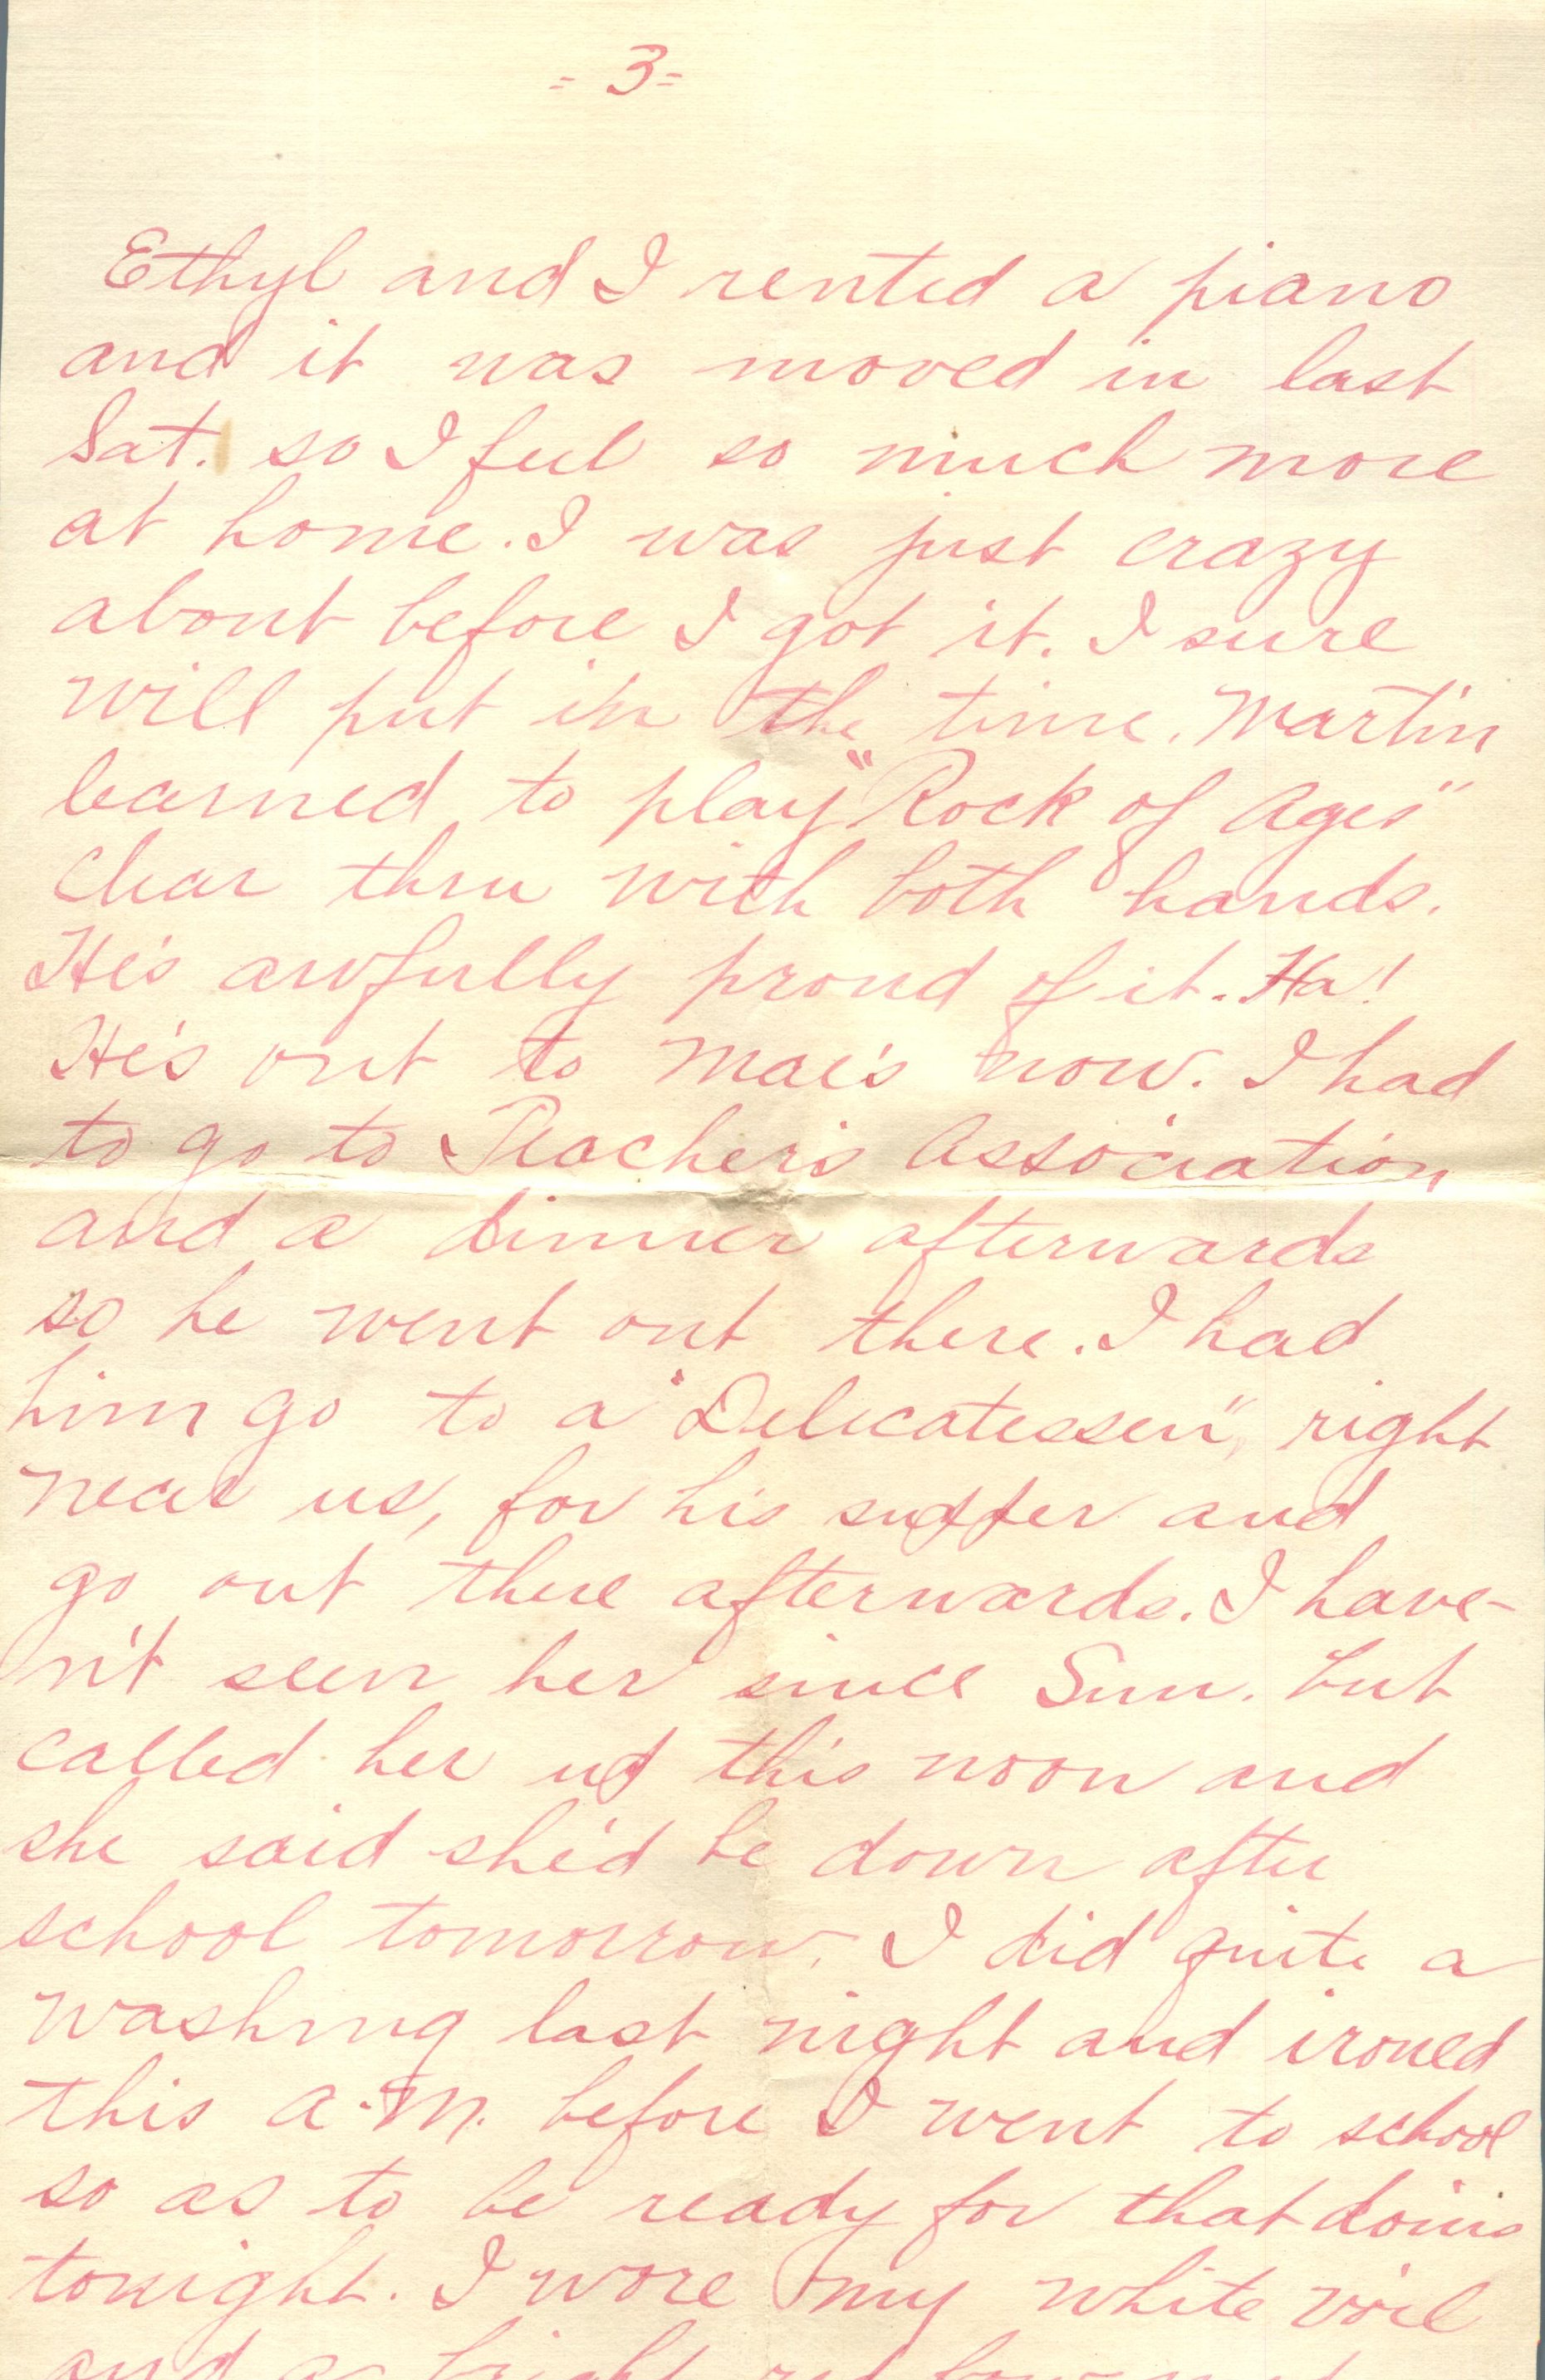 - 3 -
Ethyl and I rented a piano
and it was moved in last
Sat. so I feel so much more
at home. I was just crazy
about before I got it. I sure
will put in the time. Martin
learned to play "Rock of Ages"
clear thru with both hands.
He's awfully proud of it. Ha!
He's out to Mae's now. I had
to go to Teacher's Association
and a dinner afterwards
so he went out there. I had
him go to a "Delicatessen", right
near us, for his supper and
go out there afterwards. I have-
n't seen her since Sun. but
called her up this noon and
she said she'd be down after
school tomorrow. I did quite a
washing last night and ironed
this A.M. before I went to school
so as to be ready for that doins
tonight. I wore my white voil
and a bright red